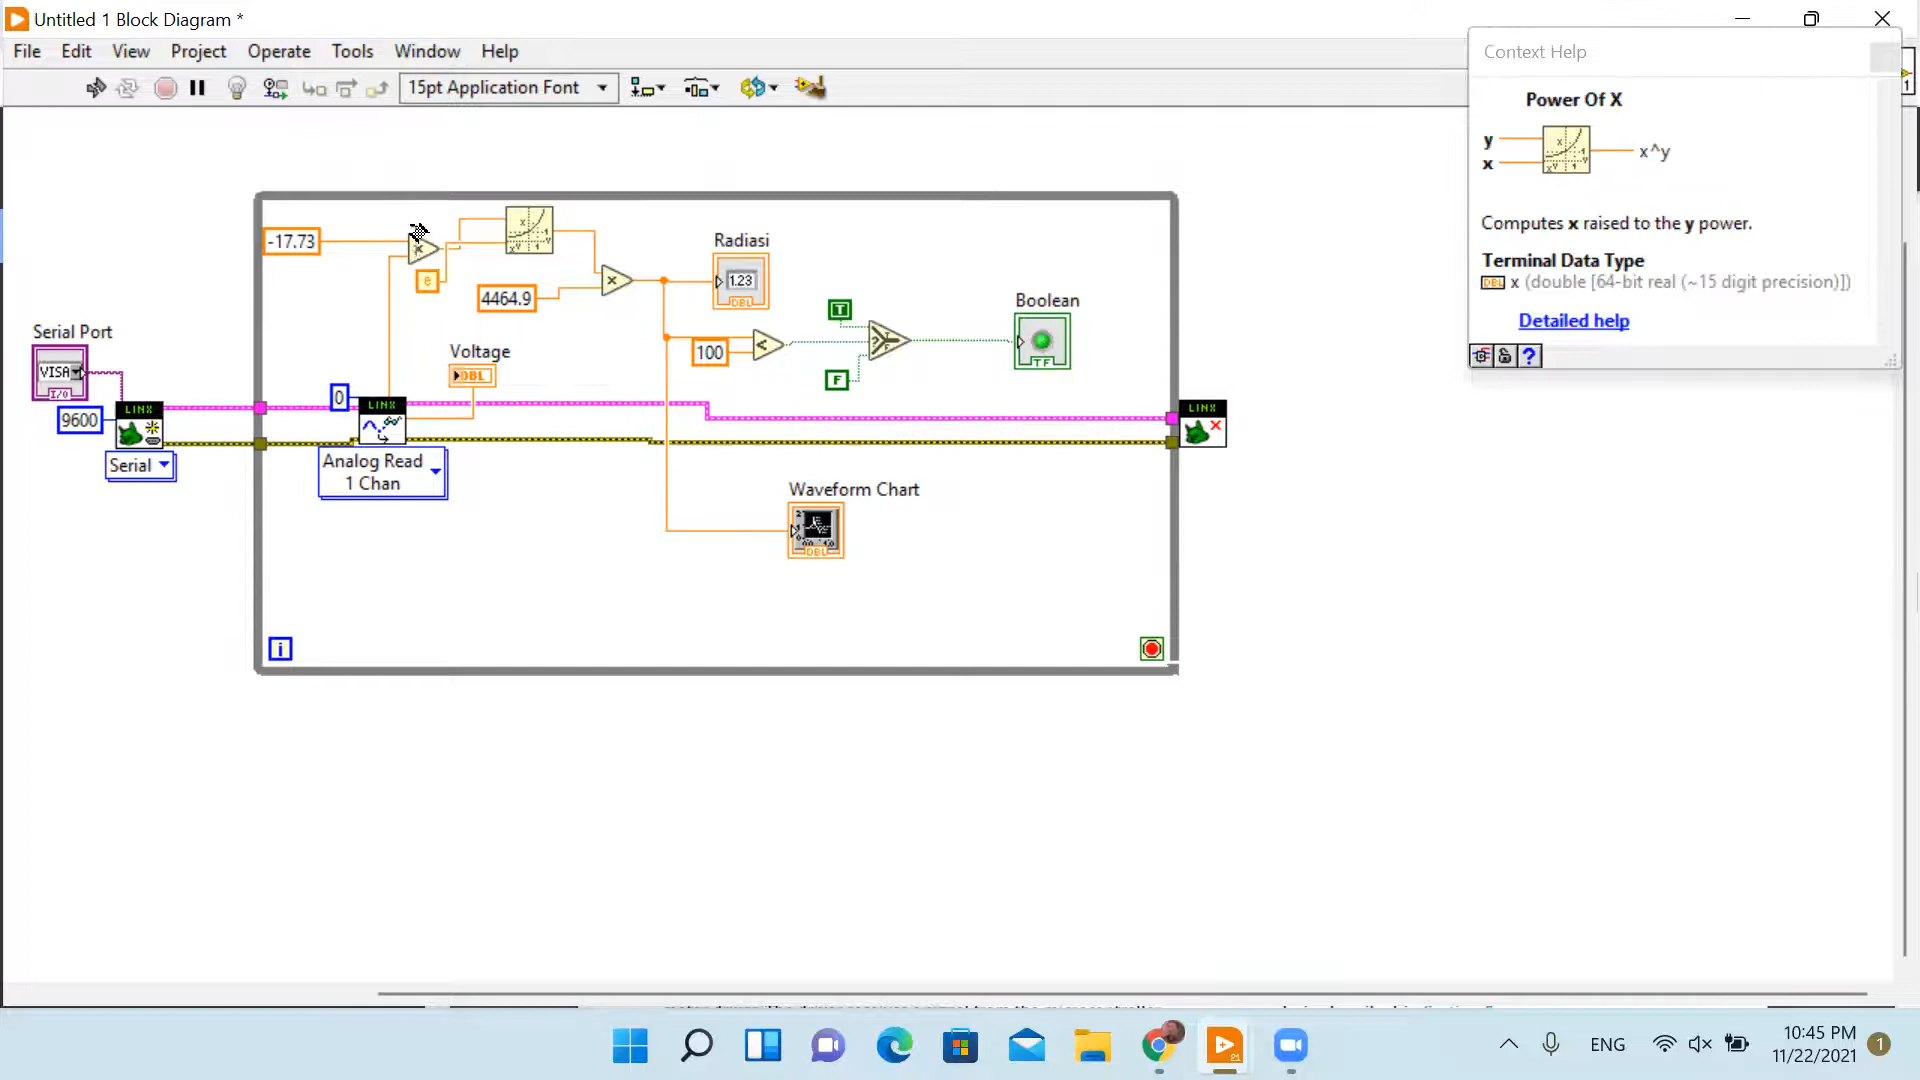 Untitled 1 Block Diagram *
File Edit View Project Operate Tools Window Help
15pt Application Font
Context Help
Power Of X
y
x
x^y
Computes x raised to the y power.
Terminal Data Type
DBL x (double [64-bit real (~15 digit precision)])
Detailed help
-17.73
e
4464.9
Radiasi
1.23
DBL
T
100
F
Boolean
TF
Serial Port
VISA
I/O
9600
LINX
Serial
Voltage
DBL
0
LINX
Analog Read
1 Chan
LINX
Waveform Chart
DBL
i
ENG
10:45 PM
11/22/2021
1